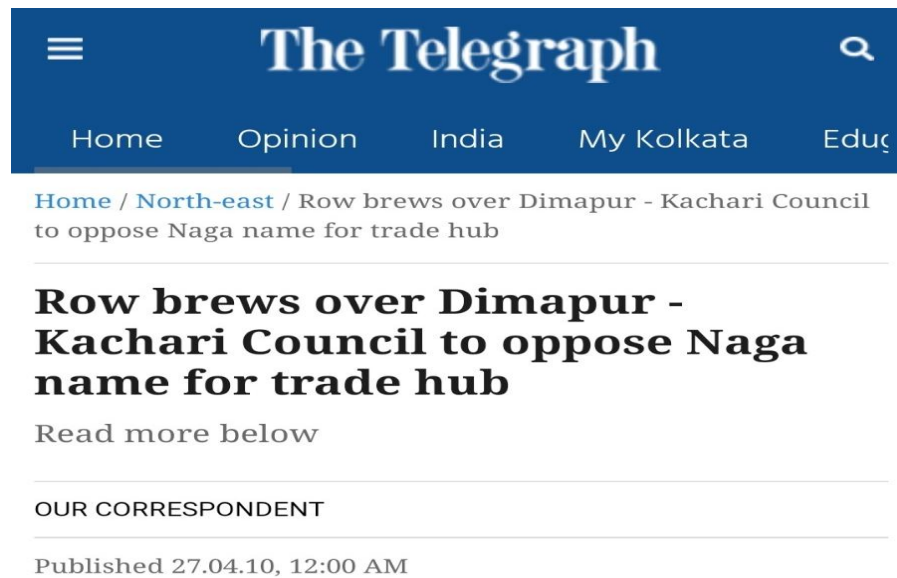 The Telegraph
Home Opinion India My Kolkata
Home / North-east / Row brews over Dimapur - Kachari Council
to oppose Naga name for trade hub
Row brews over Dimapur -
Kachari Council to oppose Naga
name for trade hub
Read more below
OUR CORRESPONDENT
Published 27.04.10, 12:00 AM